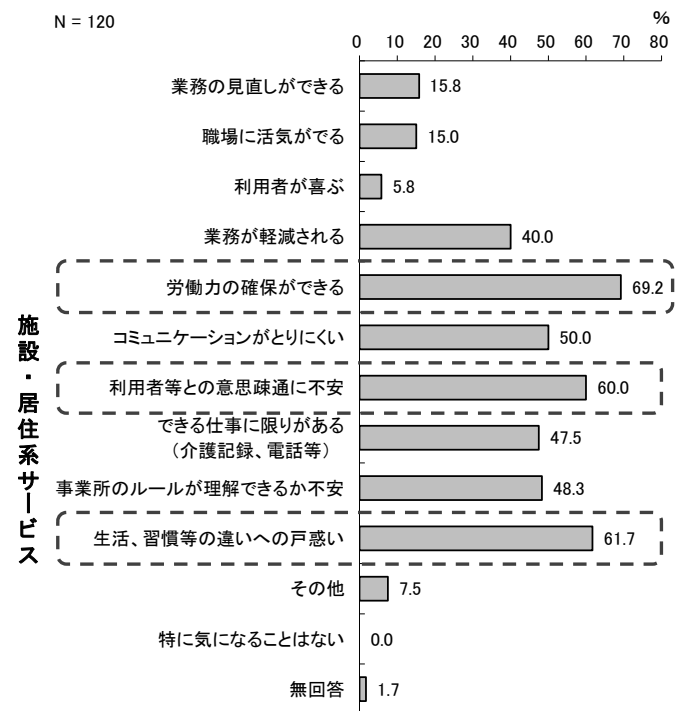 N = 120
%
0 10 20 30 40 50 60 70 80
施設・居住系サービス
業務の見直しができる 15.8
職場に活気がでる 15.0
利用者が喜ぶ 5.8
業務が軽減される 40.0
労働力の確保ができる 69.2
コミュニケーションがとりにくい 50.0
利用者等との意思疎通に不安 60.0
できる仕事に限りがある
（介護記録、電話等） 47.5
事業所のルールが理解できるか不安 48.3
生活、習慣等の違いへの戸惑い 61.7
その他 7.5
特に気になることはない 0.0
無回答 1.7